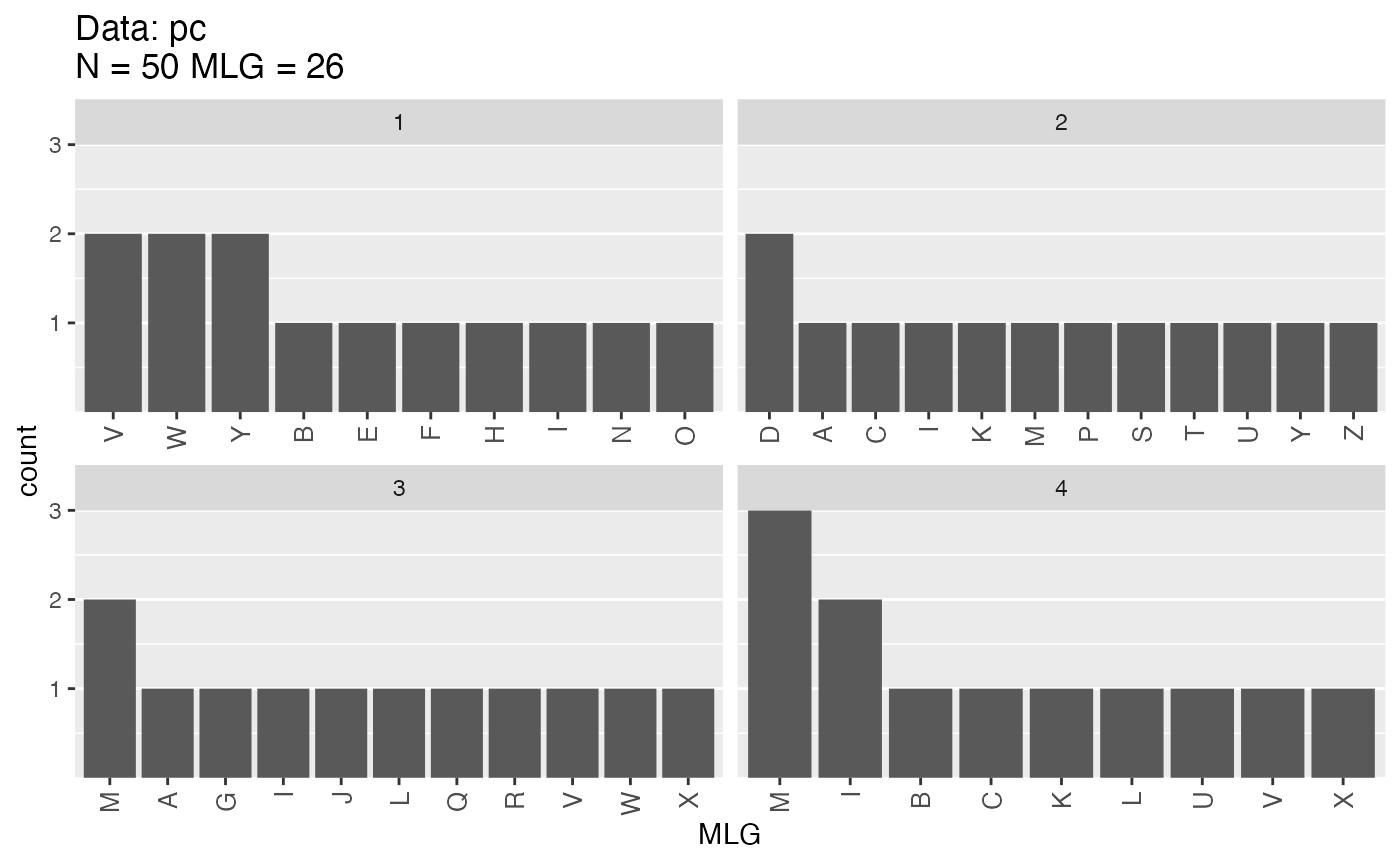 Data: pc
N = 50 MLG = 26
1
2
3
2
1
V W Y B E F H I N O
D A C I K M P S T U Y Z
count
3
4
3
2
1
M A G I J L Q R V W X
M I B C K L U V X
MLG